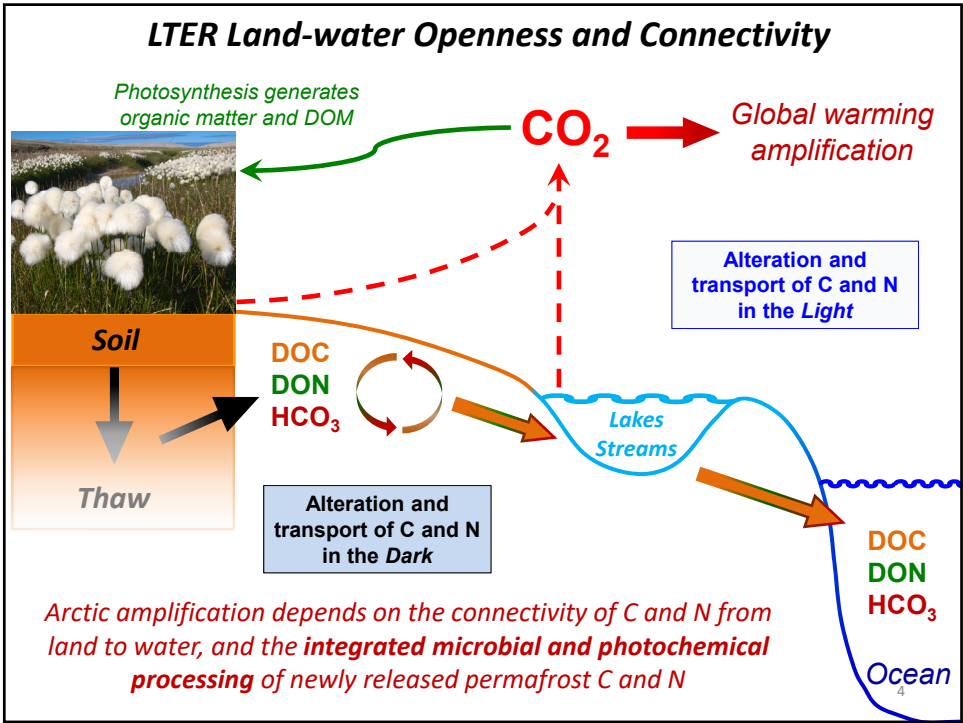 LTER Land-water Openness and Connectivity
Photosynthesis generates
organic matter and DOM
CO₂
Global warming
amplification
Alteration and
transport of C and N
in the Light
Soil
DOC
DON
HCO₃
Lakes
Streams
Thaw
Alteration and
transport of C and N
in the Dark
DOC
DON
HCO₃
Arctic amplification depends on the connectivity of C and N from
land to water, and the integrated microbial and photochemical
processing of newly released permafrost C and N
Ocean
4